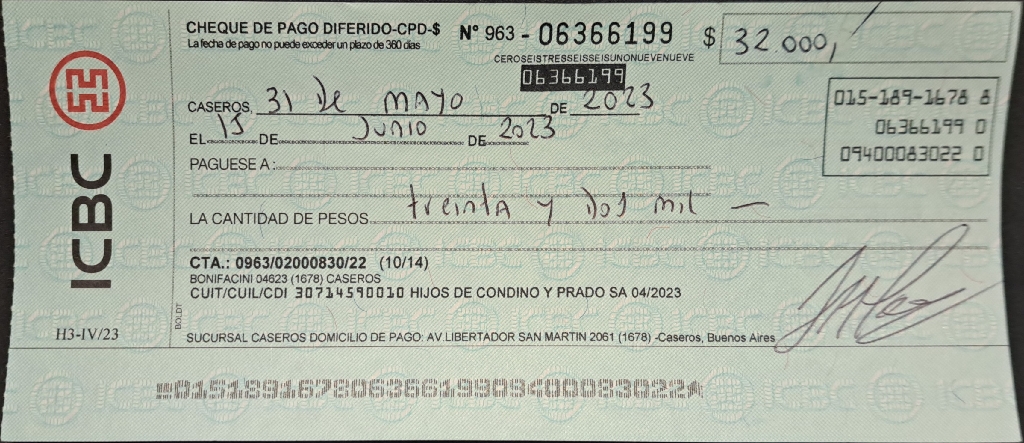 CHEQUE DE PAGO DIFERIDO-CPD-$ N° 963 - 06366199 $ 32.000,
La fecha de pago no puede exceder un plazo de 360 días
CEROSEISTRESSEISSEISUNONUEVENUEVE
06366199
CASEROS, 31 de MAYO DE 2023
EL 15 DE JUNIO DE 2023
015-189-1678 8
06366199 0
09400083022 0
PAGUESE A:
LA CANTIDAD DE PESOS treinta y dos mil —
ICBC
CTA.: 0963/02000830/22 (10/14)
BONIFACINI 04623 (1678) CASEROS
CUIT/CUIL/CDI 30714590010 HIJOS DE CONDINO Y PRADO SA 04/2023
BOLDT
H3-IV/23
SUCURSAL CASEROS DOMICILIO DE PAGO: AV.LIBERTADOR SAN MARTIN 2061 (1678) -Caseros, Buenos Aires
01518916780636619909400083022